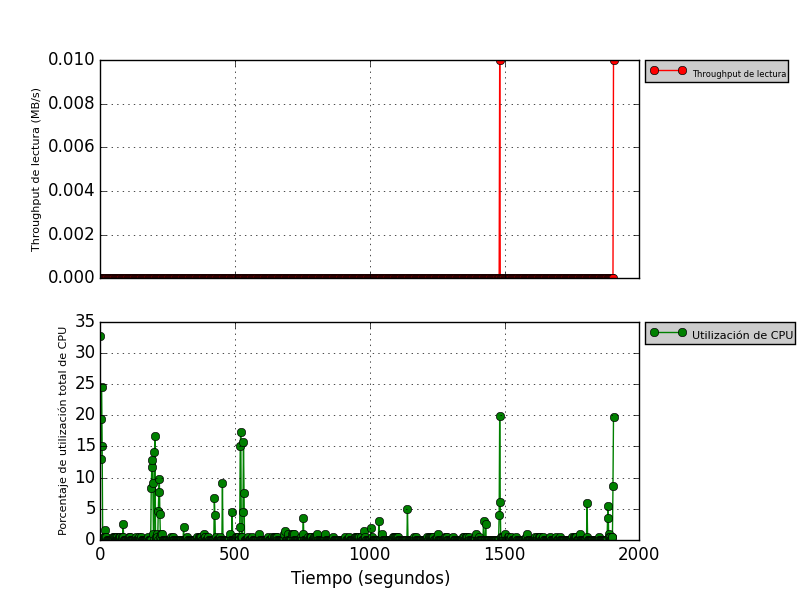 0.010
0.008
0.006
0.004
0.002
0.000
Throughput de lectura (MB/s)
Throughput de lectura
35
30
25
20
15
10
5
0
Porcentaje de utilización total de CPU
Utilización de CPU
0 500 1000 1500 2000
Tiempo (segundos)